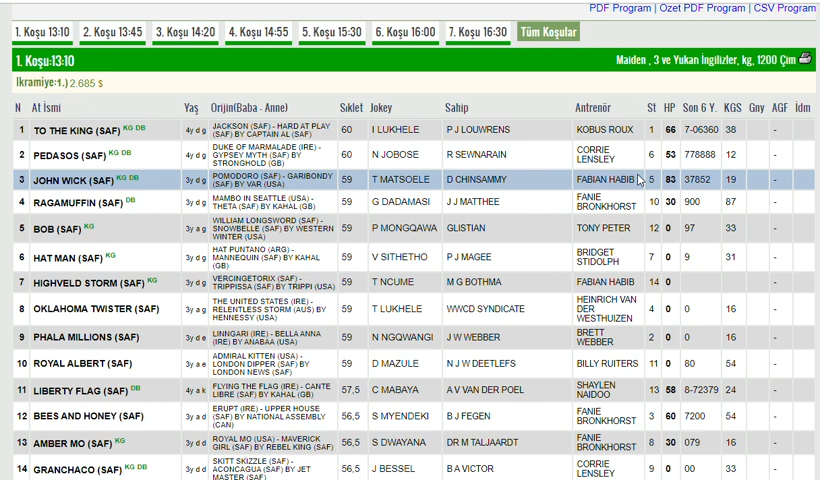 PDF Program | Ozet PDF Program | CSV Program
1. Koşu 13:10 2. Koşu 13:45 3. Koşu 14:20 4. Koşu 14:55 5. Koşu 15:30 6. Koşu 16:00 7. Koşu 16:30 Tüm Koşular
1. Koşu:13:10 Maiden , 3 ve Yukarı İngilizler, kg, 1200 Çim
Ikramiye:1.) 2.685 $
N At İsmi Yaş Orijin(Baba - Anne) Sıklet Jokey Sahip Antrenör St HP Son 6 Y. KGS Gny AGF İdm
1 TO THE KING (SAF) KG DB 4y d g JACKSON (SAF) - HARD AT PLAY (SAF) BY CAPTAIN AL (SAF) 60 I LUKHELE P J LOUWRENS KOBUS ROUX 1 66 7-06360 38 -
2 PEDASOS (SAF) KG DB 4y d g DUKE OF MARMALADE (IRE) - GYPSEY MYTH (SAF) BY STRONGHOLD (GB) 60 N JOBOSE R SEWNARAIN CORRIE LENSLEY 6 53 778888 12 -
3 JOHN WICK (SAF) KG DB 4y d g POMODORO (SAF) - GARIBONDY (SAF) BY VAR (USA) 59 T MATSOELE D CHINSAMMY FABIAN HABIB 5 83 37852 19 -
4 RAGAMUFFIN (SAF) DB 3y d g MAMBO IN SEATTLE (USA) - THETA (SAF) BY KAHAL (GB) 59 G DADAMASI J J MATTHEE FANIE BRONKHORST 10 30 900 87 -
5 BOB (SAF) KG 3y a g WILLIAM LONGSWORD (SAF) - SNOWBELLE (SAF) BY WESTERN WINTER (USA) 59 P MONGQAWA GLISTIAN TONY PETER 12 0 97 33 -
6 HAT MAN (SAF) KG 3y d g HAT PUNTANO (ARG) - MANNEQUIN (SAF) BY KAHAL (GB) 59 V SITHETHO P J MAGEE BRIDGET STIDOLPH 7 0 9 31 -
7 HIGHVELD STORM (SAF) KG 3y d g VERCINGETORIX (SAF) - TRIPPISSA (SAF) BY TRIPPI (USA) 59 T NCUME M G BOTHMA FABIAN HABIB 14 0 -
8 OKLAHOMA TWISTER (SAF) 3y a g THE UNITED STATES (IRE) - RELENTLESS STORM (AUS) BY HENNESSY (USA) 59 T LUKHELE WWCD SYNDICATE HEINRICH VAN DER WESTHUIZEN 4 0 0 16 -
9 PHALA MILLIONS (SAF) 3y d e LINNGARI (IRE) - BELLA ANNA (IRE) BY ANABAA (USA) 59 N NGQWANGI J W WEBBER BRETT WEBBER 2 0 0 16 -
10 ROYAL ALBERT (SAF) 3y a e ADMIRAL KITTEN (USA) - LONDON DIPPER (SAF) BY LONDON NEWS (SAF) 59 D MAZULE N J W DEETLEFS BILLY RUITERS 11 0 80 54 -
11 LIBERTY FLAG (SAF) DB 4y a k FLYING THE FLAG (IRE) - CANTE LIBRE (SAF) BY KAHAL (GB) 57,5 C MABAYA A V VAN DER POEL SHAYLEN NAIDOO 13 58 8-72379 24 -
12 BEES AND HONEY (SAF) 3y a d ERUPT (IRE) - UPPER HOUSE (SAF) BY NATIONAL ASSEMBLY (CAN) 56,5 S MYENDEKI B J FEGEN FANIE BRONKHORST 3 60 7200 54 -
13 AMBER MO (SAF) KG 3y d d ROYAL MO (USA) - MAVERICK GIRL (SAF) BY REBEL KING (SAF) 56,5 S DWAYANA DR M TALJAARDT FANIE BRONKHORST 8 30 079 16 -
14 GRANCHACO (SAF) KG DB 3y d d SKITT SKIZZLE (SAF) - ACONCAGUA (SAF) BY JET MASTER (SAF) 56,5 J BESSEL B A VICTOR CORRIE LENSLEY 9 0 00 33 -